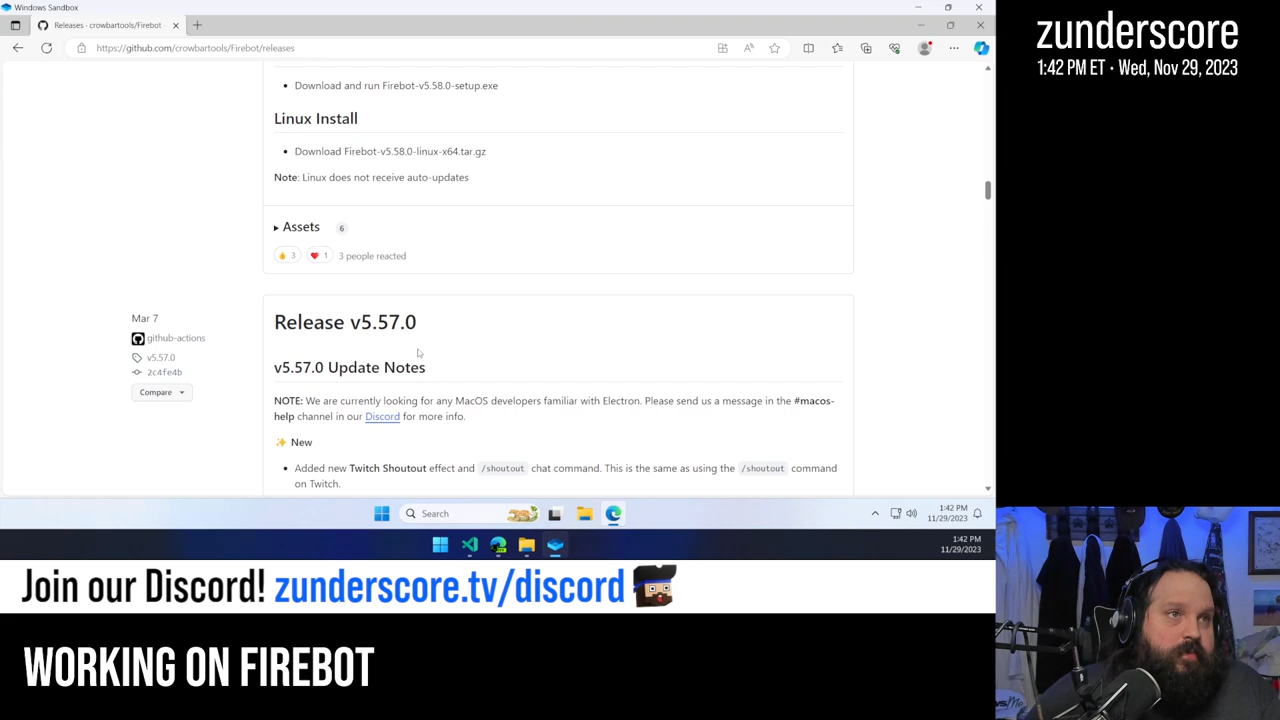 Windows Sandbox
Releases · crowbartools/Firebot ·
https://github.com/crowbartools/Firebot/releases
Download and run Firebot-v5.58.0-setup.exe
Linux Install
Download Firebot-v5.58.0-linux-x64.tar.gz
Note: Linux does not receive auto-updates
Assets 6
3 1 3 people reacted
Mar 7
github-actions
v5.57.0
2c4fe4b
Compare
Release v5.57.0
v5.57.0 Update Notes
NOTE: We are currently looking for any MacOS developers familiar with Electron. Please send us a message in the #macos-
help channel in our Discord for more info.
✨ New
Added new Twitch Shoutout effect and /shoutout chat command. This is the same as using the /shoutout command
on Twitch.
Search
1:42 PM
11/29/2023
1:42 PM
11/29/2023
Join our Discord! zunderscore.tv/discord
WORKING ON FIREBOT
zunderscore
1:42 PM ET • Wed, Nov 29, 2023